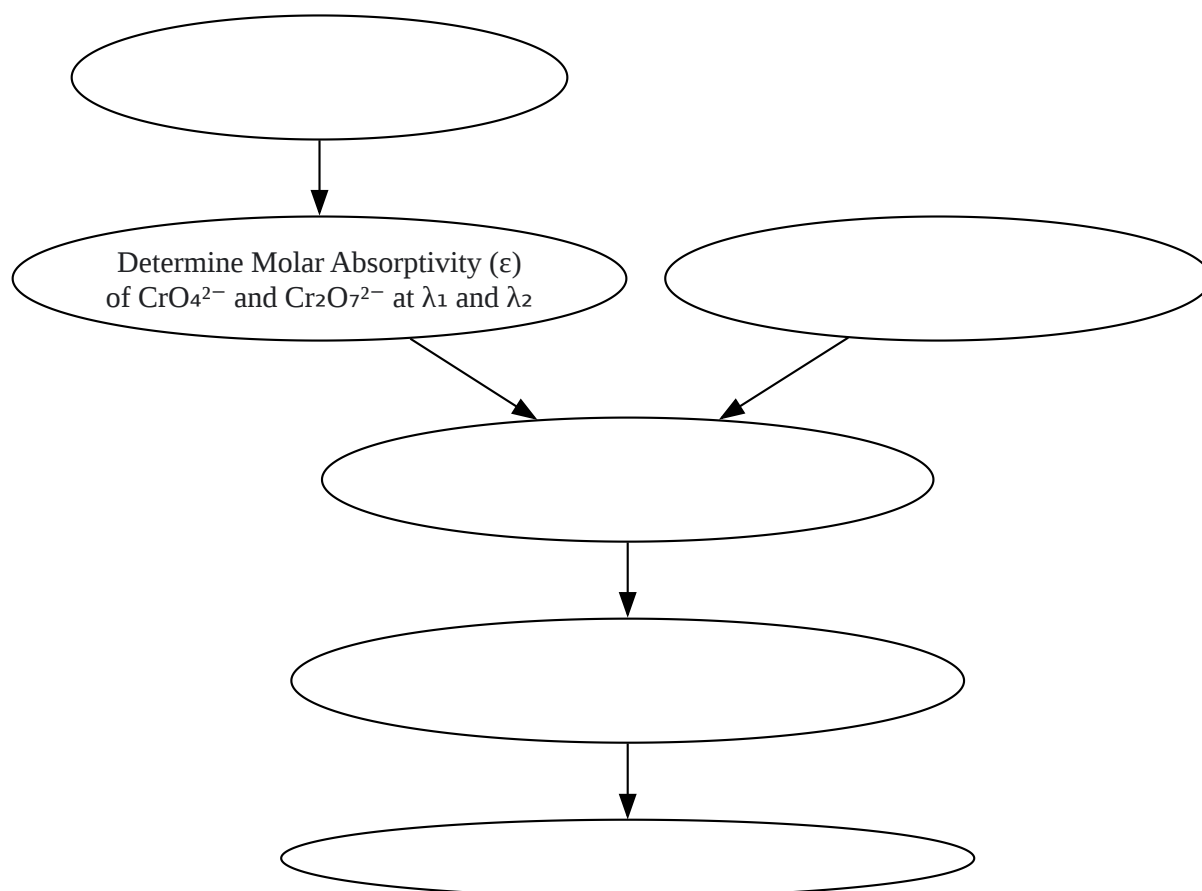 Determine Molar Absorptivity (ε)
of CrO₄²⁻ and Cr₂O₇²⁻ at λ₁ and λ₂